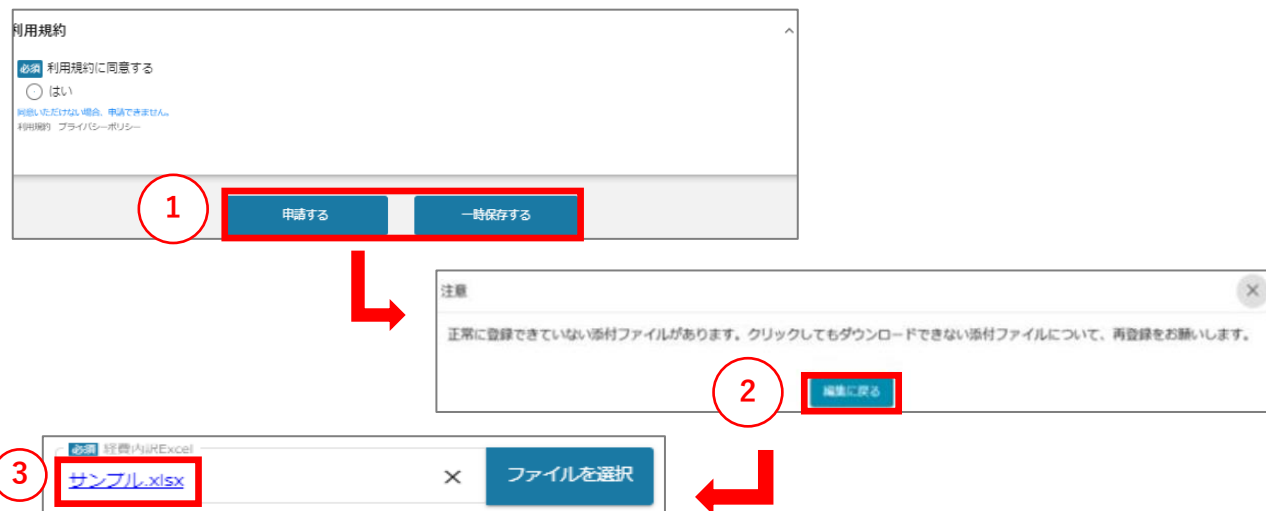 利用規約
必須 利用規約に同意する
はい
同意いただけない場合、申請できません。
利用規約 プライバシーポリシー
1
申請する 一時保存する
注意
正常に登録できていない添付ファイルがあります。クリックしてもダウンロードできない添付ファイルについて、再登録をお願いします。
2
編集に戻る
必須 経費内訳Excel
3
サンプル.xlsx
ファイルを選択